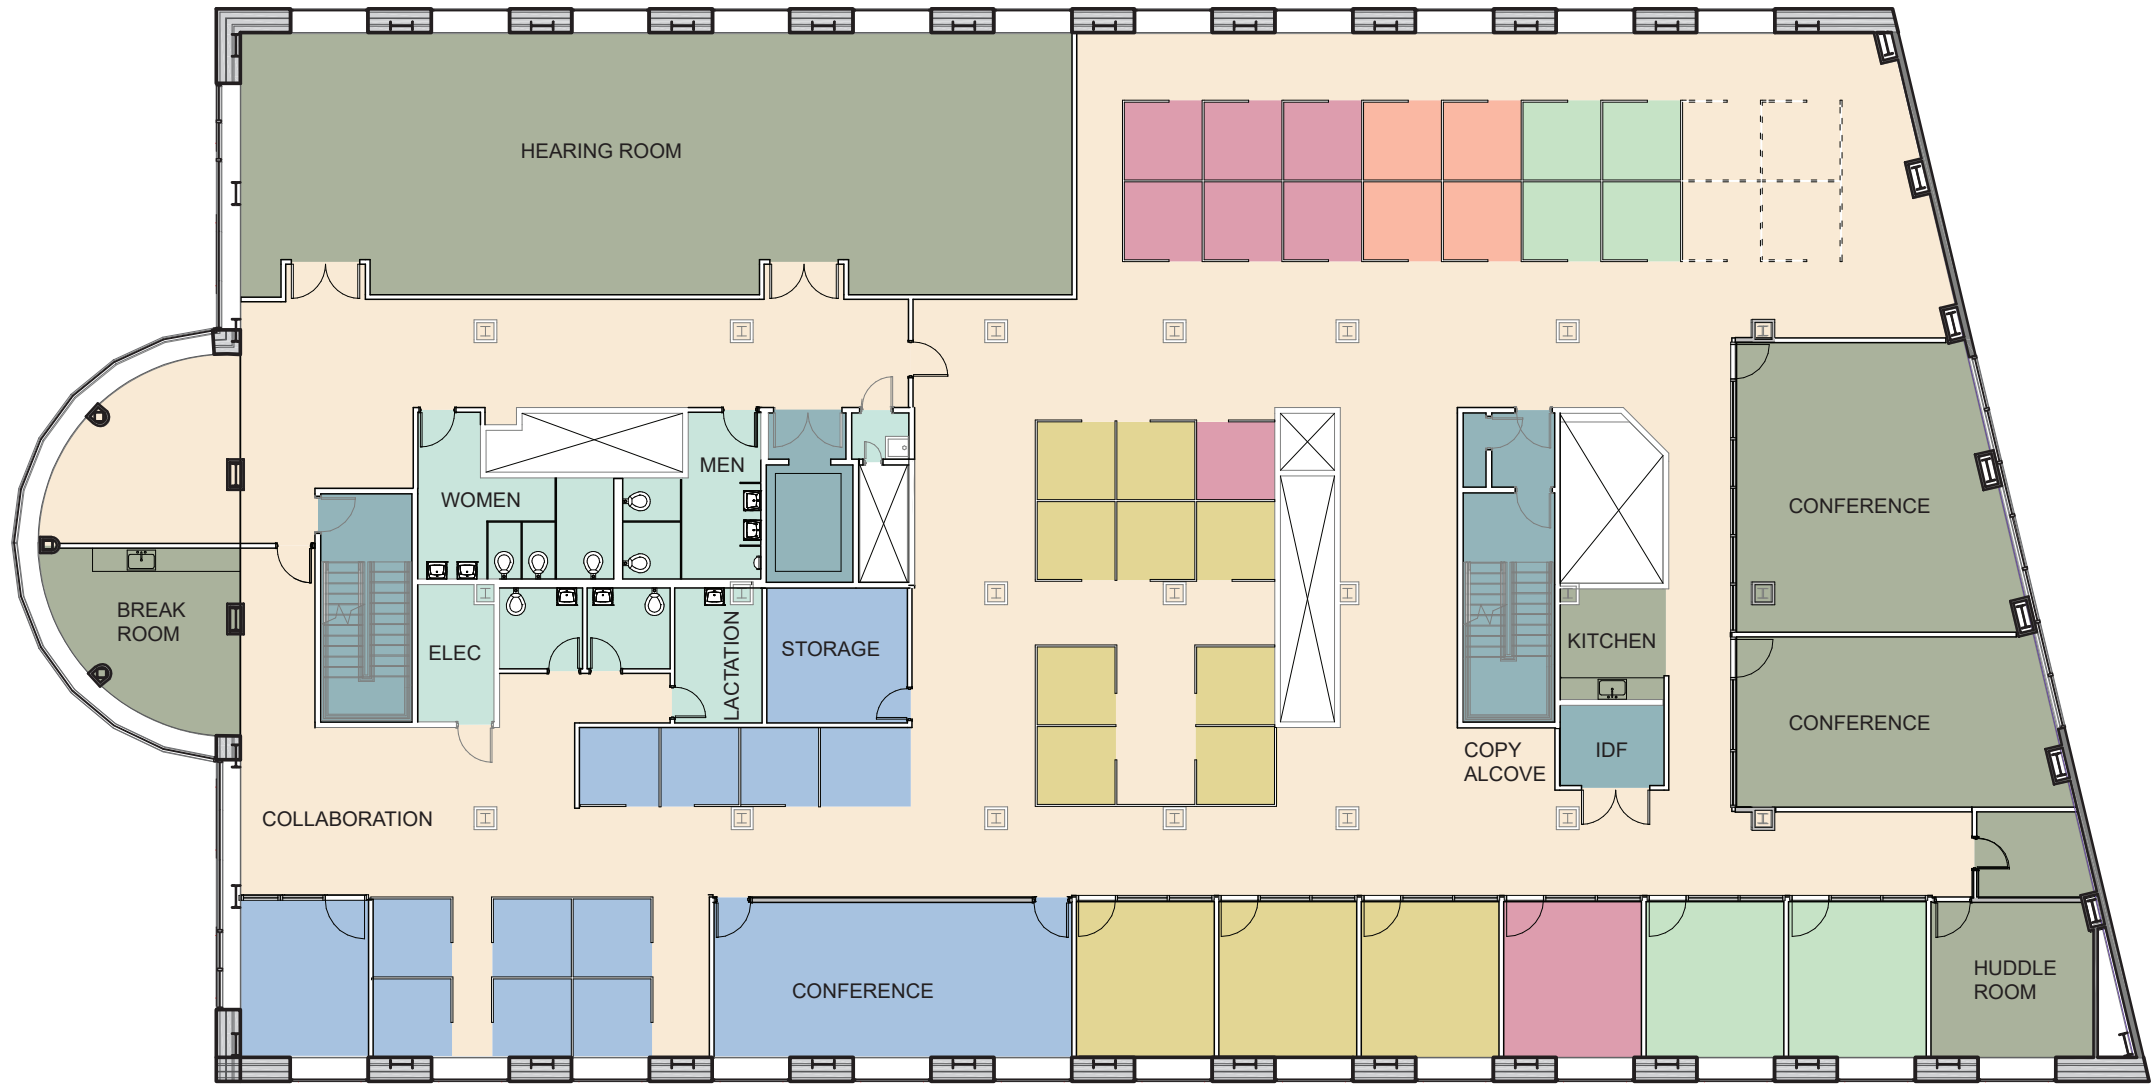 HEARING ROOM
MEN
WOMEN
CONFERENCE
BREAK
ROOM
ELEC
LACTATION
STORAGE
KITCHEN
CONFERENCE
COPY
ALCOVE
IDF
COLLABORATION
CONFERENCE
HUDDLE
ROOM